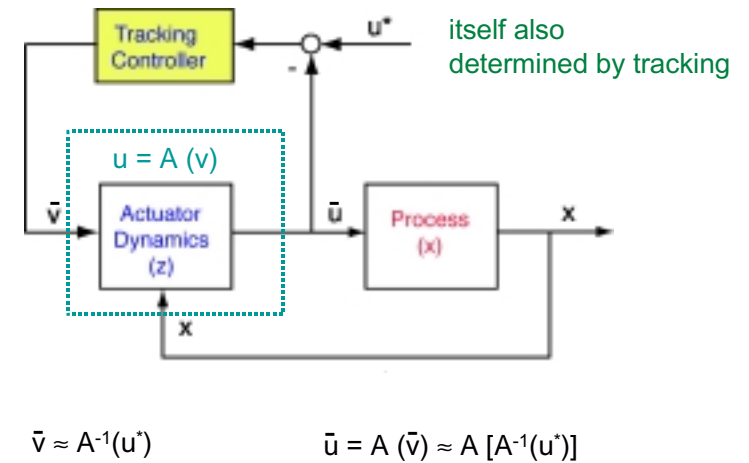 u*
itself also
determined by tracking
Tracking
Controller
-
u = A (v)
v̄
Actuator
Dynamics
(z)
ū
Process
(x)
x
x
v̄ ≈ A⁻¹(u*)
ū = A (v̄) ≈ A [A⁻¹(u*)]